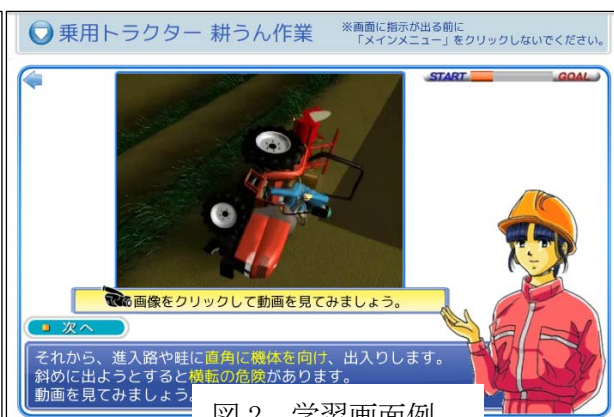 乗用トラクター 耕うん作業
※画面に指示が出る前に
「メインメニュー」をクリックしないでください。
START
GOAL
画像をクリックして動画を見てみましょう。
次へ
それから、進入路や畦に直角に機体を向け、出入りします。
斜めに出ようとすると横転の危険があります。
動画を見てみましょう
図2 学習画面例